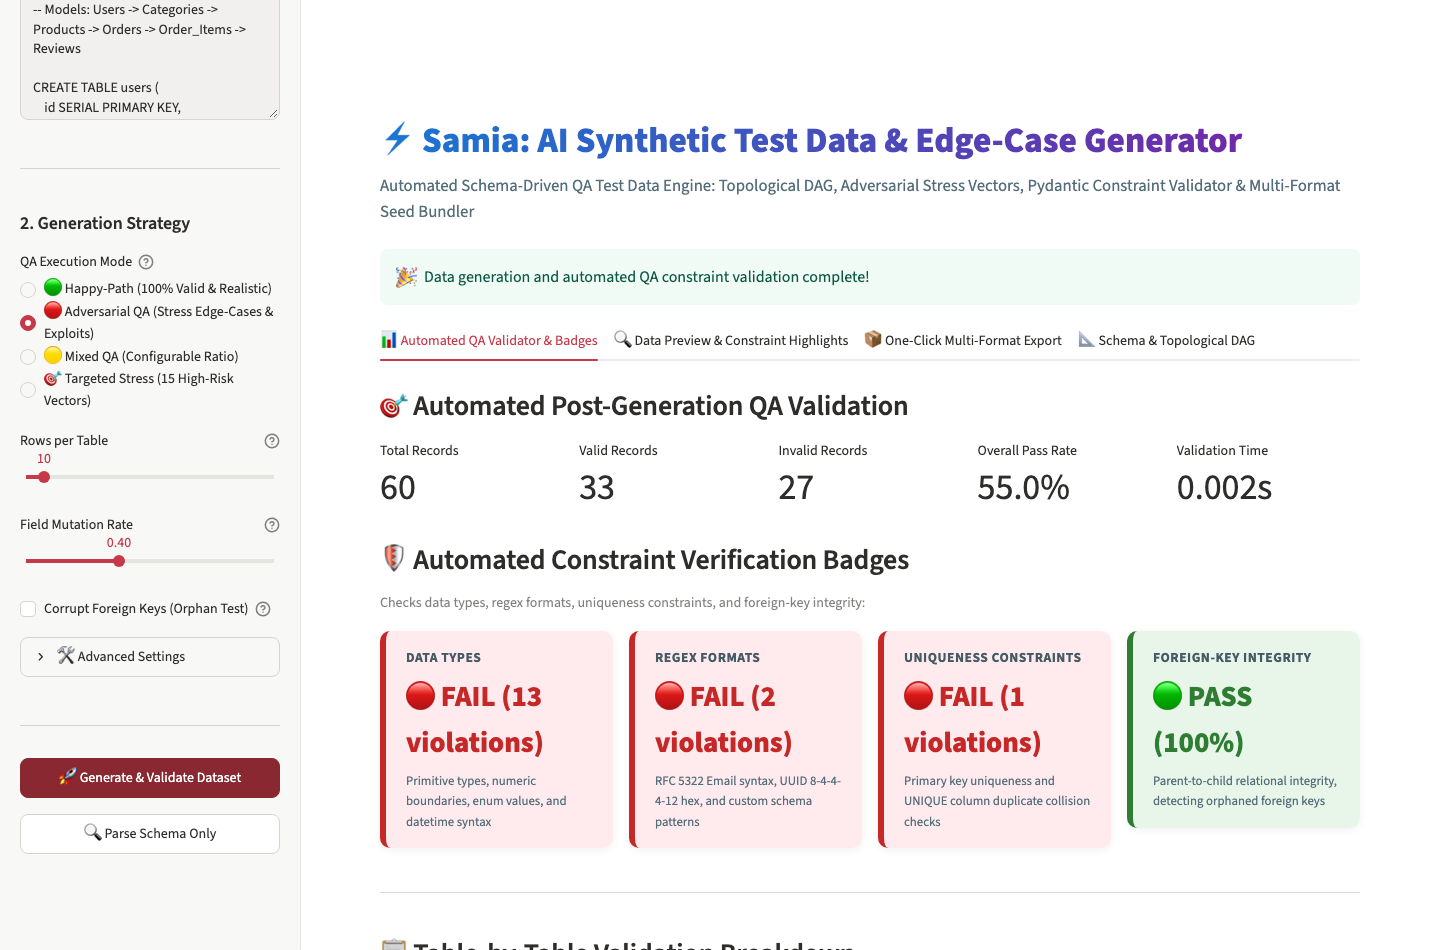 -- Models: Users -> Categories ->
Products -> Orders -> Order_Items ->
Reviews
CREATE TABLE users (
id SERIAL PRIMARY KEY,
2. Generation Strategy
QA Execution Mode
Happy-Path (100% Valid & Realistic)
Adversarial QA (Stress Edge-Cases &
Exploits)
Mixed QA (Configurable Ratio)
Targeted Stress (15 High-Risk
Vectors)
Rows per Table
10
Field Mutation Rate
0.40
Corrupt Foreign Keys (Orphan Test)
Advanced Settings
Generate & Validate Dataset
Parse Schema Only
Samia: AI Synthetic Test Data & Edge-Case Generator
Automated Schema-Driven QA Test Data Engine: Topological DAG, Adversarial Stress Vectors, Pydantic Constraint Validator & Multi-Format
Seed Bundler
Data generation and automated QA constraint validation complete!
Automated QA Validator & Badges
Data Preview & Constraint Highlights
One-Click Multi-Format Export
Schema & Topological DAG
Automated Post-Generation QA Validation
Total Records
60
Valid Records
33
Invalid Records
27
Overall Pass Rate
55.0%
Validation Time
0.002s
Automated Constraint Verification Badges
Checks data types, regex formats, uniqueness constraints, and foreign-key integrity:
DATA TYPES
FAIL (13
violations)
Primitive types, numeric
boundaries, enum values, and
datetime syntax
REGEX FORMATS
FAIL (2
violations)
RFC 5322 Email syntax, UUID 8-4-4-
4-12 hex, and custom schema
patterns
UNIQUENESS CONSTRAINTS
FAIL (1
violations)
Primary key uniqueness and
UNIQUE column duplicate collision
checks
FOREIGN-KEY INTEGRITY
PASS
(100%)
Parent-to-child relational integrity,
detecting orphaned foreign keys
Table-by-Table Validation Breakdown